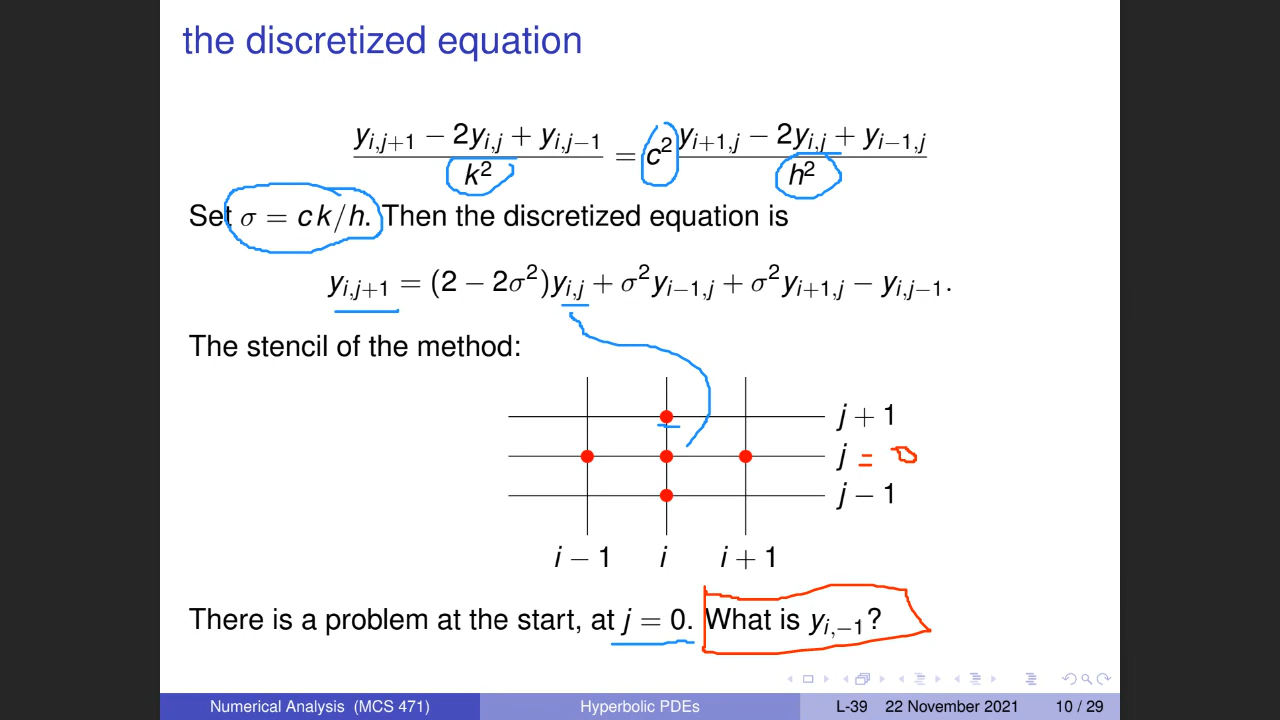 the discretized equation
y_{i,j+1} − 2y_{i,j} + y_{i,j−1} / k² = c² y_{i+1,j} − 2y_{i,j} + y_{i−1,j} / h²
Set σ = c k/h. Then the discretized equation is
y_{i,j+1} = (2 − 2σ²)y_{i,j} + σ²y_{i−1,j} + σ²y_{i+1,j} − y_{i,j−1}.
The stencil of the method:
j + 1
j = 0
j − 1
i − 1 i i + 1
There is a problem at the start, at j = 0. What is y_{i,−1}?
Numerical Analysis (MCS 471) Hyperbolic PDEs L-39 22 November 2021 10 / 29